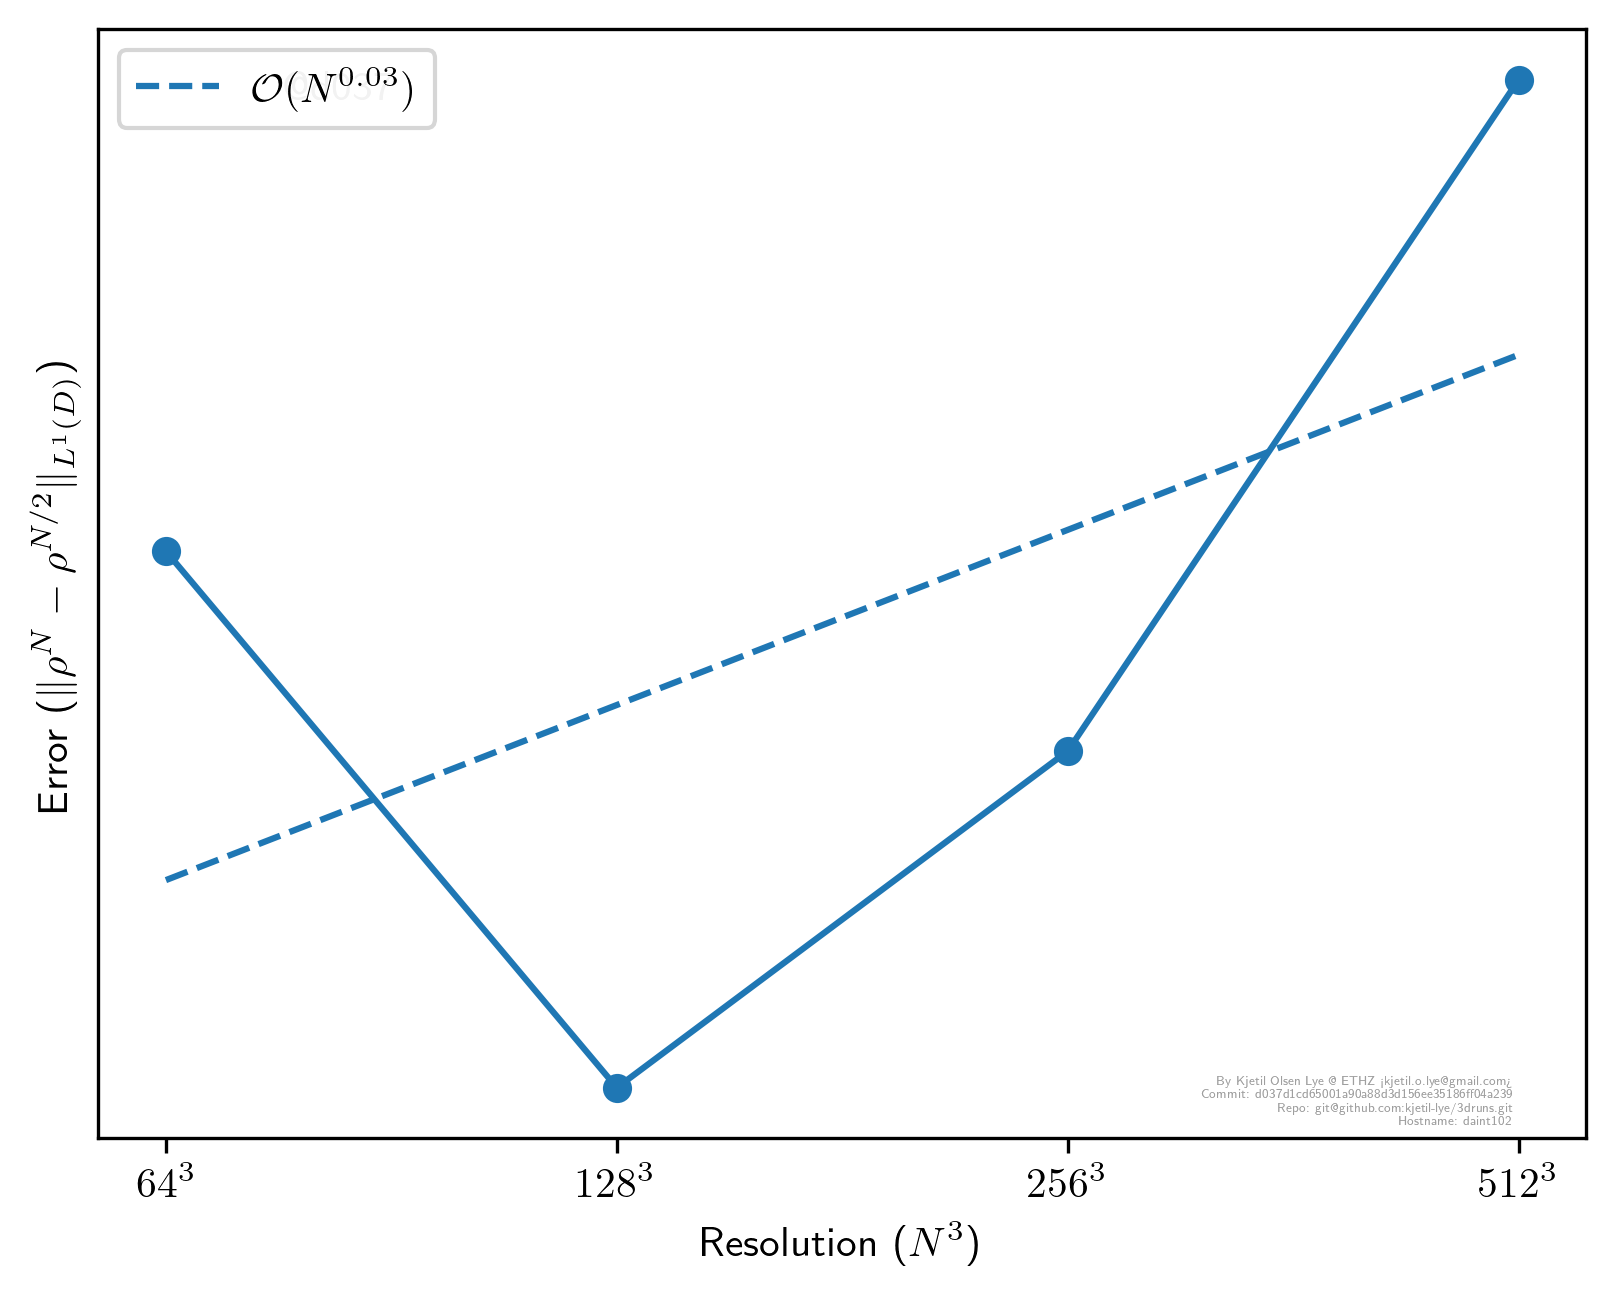 𝒪(N^0.03)
Error (‖ρ^N − ρ^{N/2}‖_{L^1(D)})
By Kjetil Olsen Lye @ ETHZ ¡kjetil.o.lye@gmail.com¿
Commit: d037d1cd65001a90a88d3d156ee35186ff04a239
Repo: git@github.com:kjetil-lye/3druns.git
Hostname: daint102
64^3 128^3 256^3 512^3
Resolution (N^3)